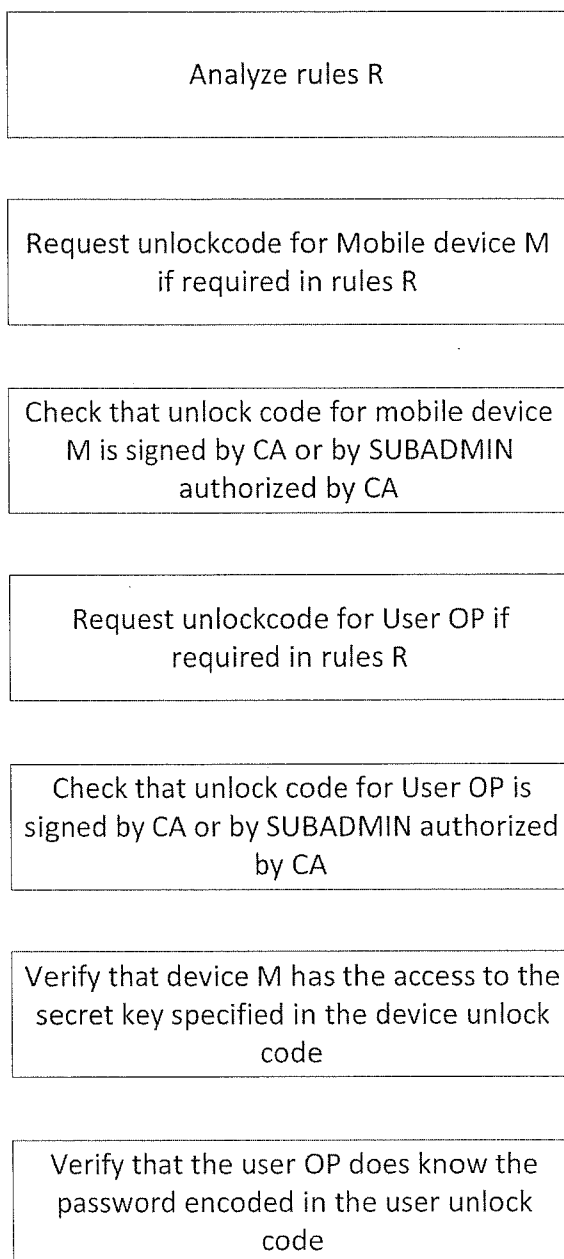 Analyze rules R
Request unlockcode for Mobile device M
if required in rules R
Check that unlock code for mobile device
M is signed by CA or by SUBADMIN
authorized by CA
Request unlockcode for User OP if
required in rules R
Check that unlock code for User OP is
signed by CA or by SUBADMIN authorized
by CA
Verify that device M has the access to the
secret key specified in the device unlock
code
Verify that the user OP does know the
password encoded in the user unlock
code